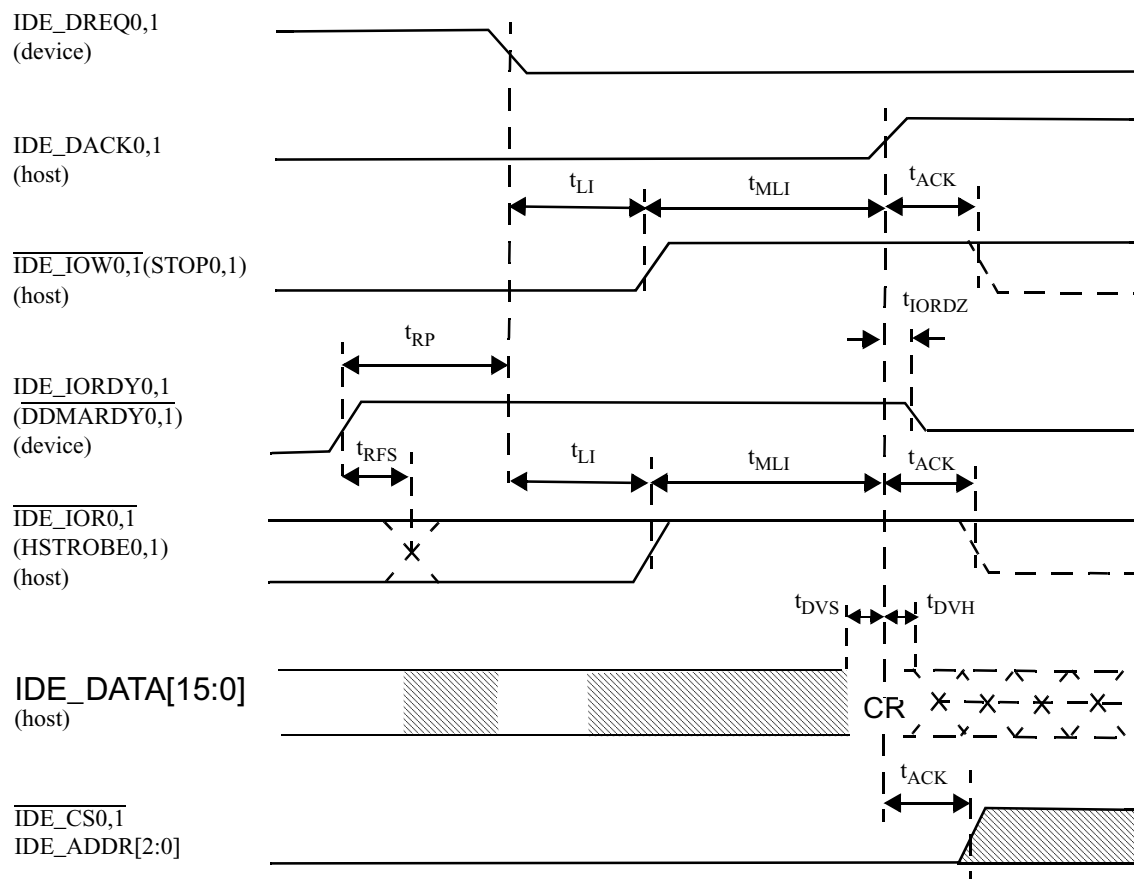 IDE_DREQ0,1
(device)
IDE_DACK0,1
(host)
tLI
tMLI
tACK
IDE_IOW0,1(STOP0,1)
(host)
tIORDZ
tRP
IDE_IORDY0,1
(DDMARDY0,1)
(device)
tRFS
tLI
tMLI
tACK
IDE_IOR0,1
(HSTROBE0,1)
(host)
tDVS
tDVH
IDE_DATA[15:0]
(host)
CR
tACK
IDE_CS0,1
IDE_ADDR[2:0]